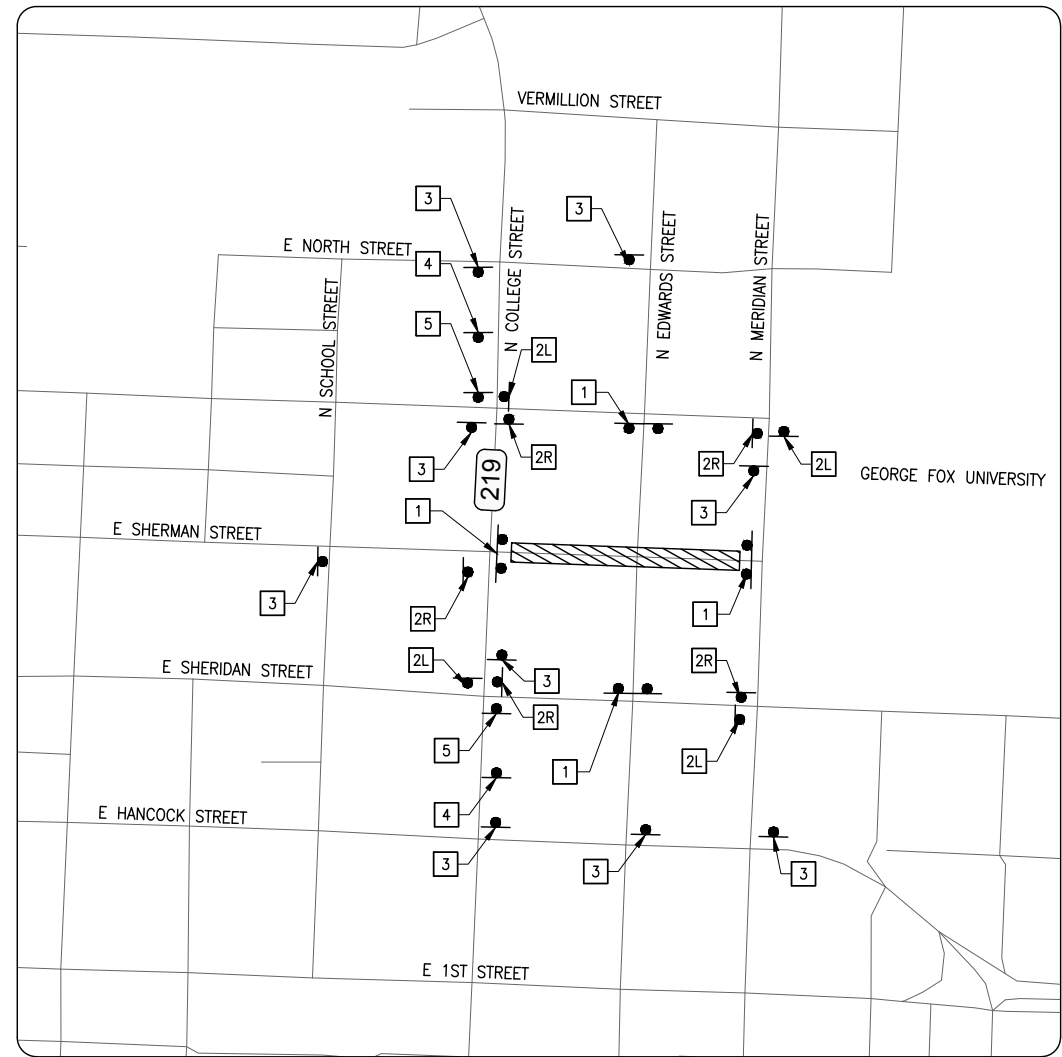 VERMILLION STREET
3
3
E NORTH STREET
4
N COLLEGE STREET
N EDWARDS STREET
N MERIDIAN STREET
N SCHOOL STREET
5
2L
1
2R
2R
2L
3
219
GEORGE FOX UNIVERSITY
3
1
E SHERMAN STREET
3
2R
1
2L
2R
E SHERIDAN STREET
3
2R
5
1
2L
E HANCOCK STREET
4
3
3
3
E 1ST STREET